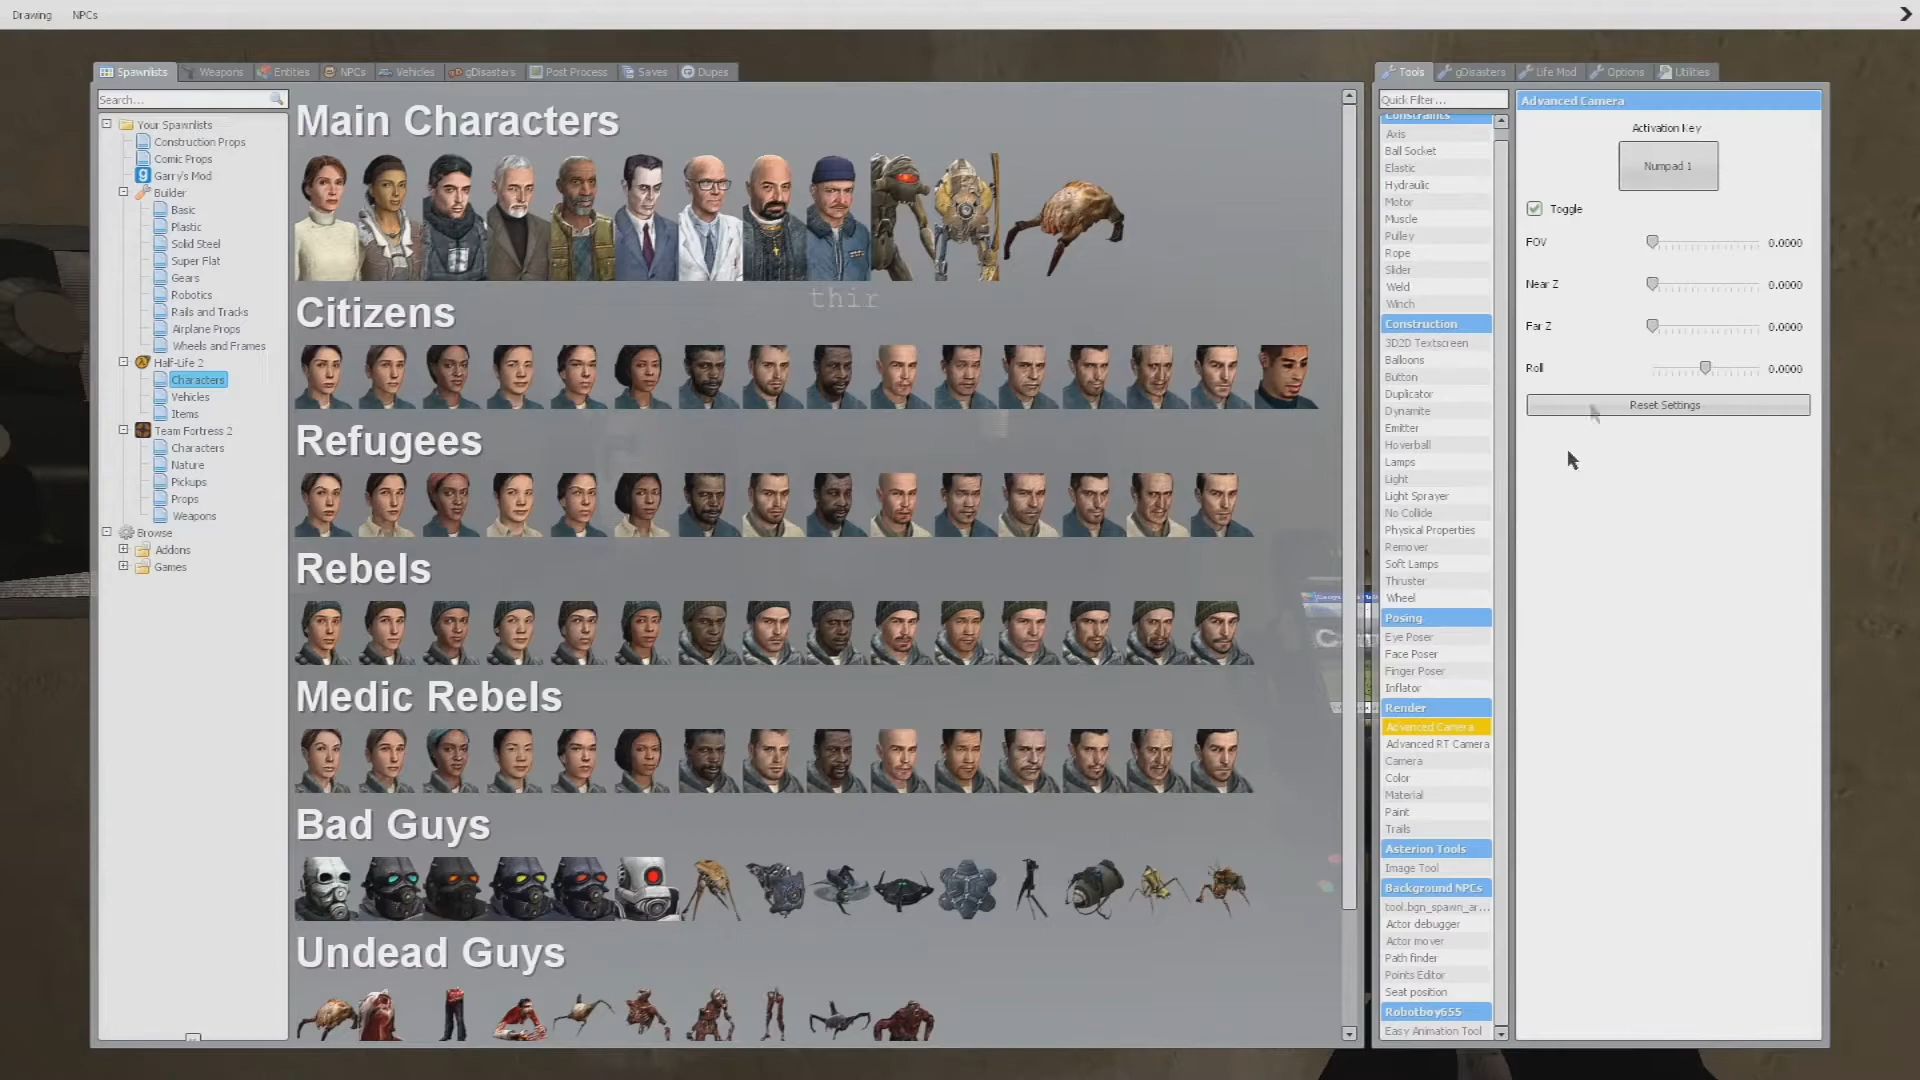 Drawing NPCs
Spawnlists Weapons Entities NPCs Vehicles gDisasters Post Process Saves Dupes
Search...
Your Spawnlists
Construction Props
Comic Props
Garry's Mod
Builder
Basic
Plastic
Solid Steel
Super Flat
Gears
Robotics
Rails and Tracks
Airplane Props
Wheels and Frames
Half-Life 2
Characters
Vehicles
Items
Team Fortress 2
Characters
Nature
Pickups
Props
Weapons
Browse
Addons
Games
Main Characters
thir
Citizens
Refugees
Rebels
Medic Rebels
Bad Guys
Undead Guys
Tools gDisasters Life Mod Options Utilities
Quick Filter...
Constraints
Axis
Ball Socket
Elastic
Hydraulic
Motor
Muscle
Pulley
Rope
Slider
Weld
Winch
Construction
3D2D Textscreen
Balloons
Button
Duplicator
Dynamite
Emitter
Hoverball
Lamps
Light
Light Sprayer
No Collide
Physical Properties
Remover
Soft Lamps
Thruster
Wheel
Posing
Eye Poser
Face Poser
Finger Poser
Inflator
Render
Advanced Camera
Advanced RT Camera
Camera
Color
Material
Paint
Trails
Asterion Tools
Image Tool
Background NPCs
tool.bgn_spawn_ar...
Actor debugger
Actor mover
Path finder
Points Editor
Seat position
Robotboy655
Easy Animation Tool
Advanced Camera
Activation Key
Numpad 1
Toggle
FOV 0.0000
Near Z 0.0000
Far Z 0.0000
Roll 0.0000
Reset Settings